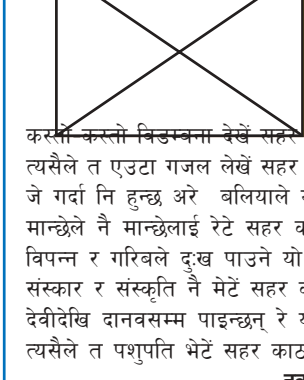 कस्तो-कस्तो विडम्बना देखें सहर
त्यसैले त एउटा गजल लेखें सहर
जे गर्दा नि हुन्छ अरे बलियाले
मान्छेले नै मान्छेलाई रेटे सहर
विपन्न र गरिबले दुःख पाउने यो
संस्कार र संस्कृति नै मेटें सहर
देवीदेखि दानवसम्म पाइन्छन् रे
त्यसैले त पशुपति भेटें सहर काठ